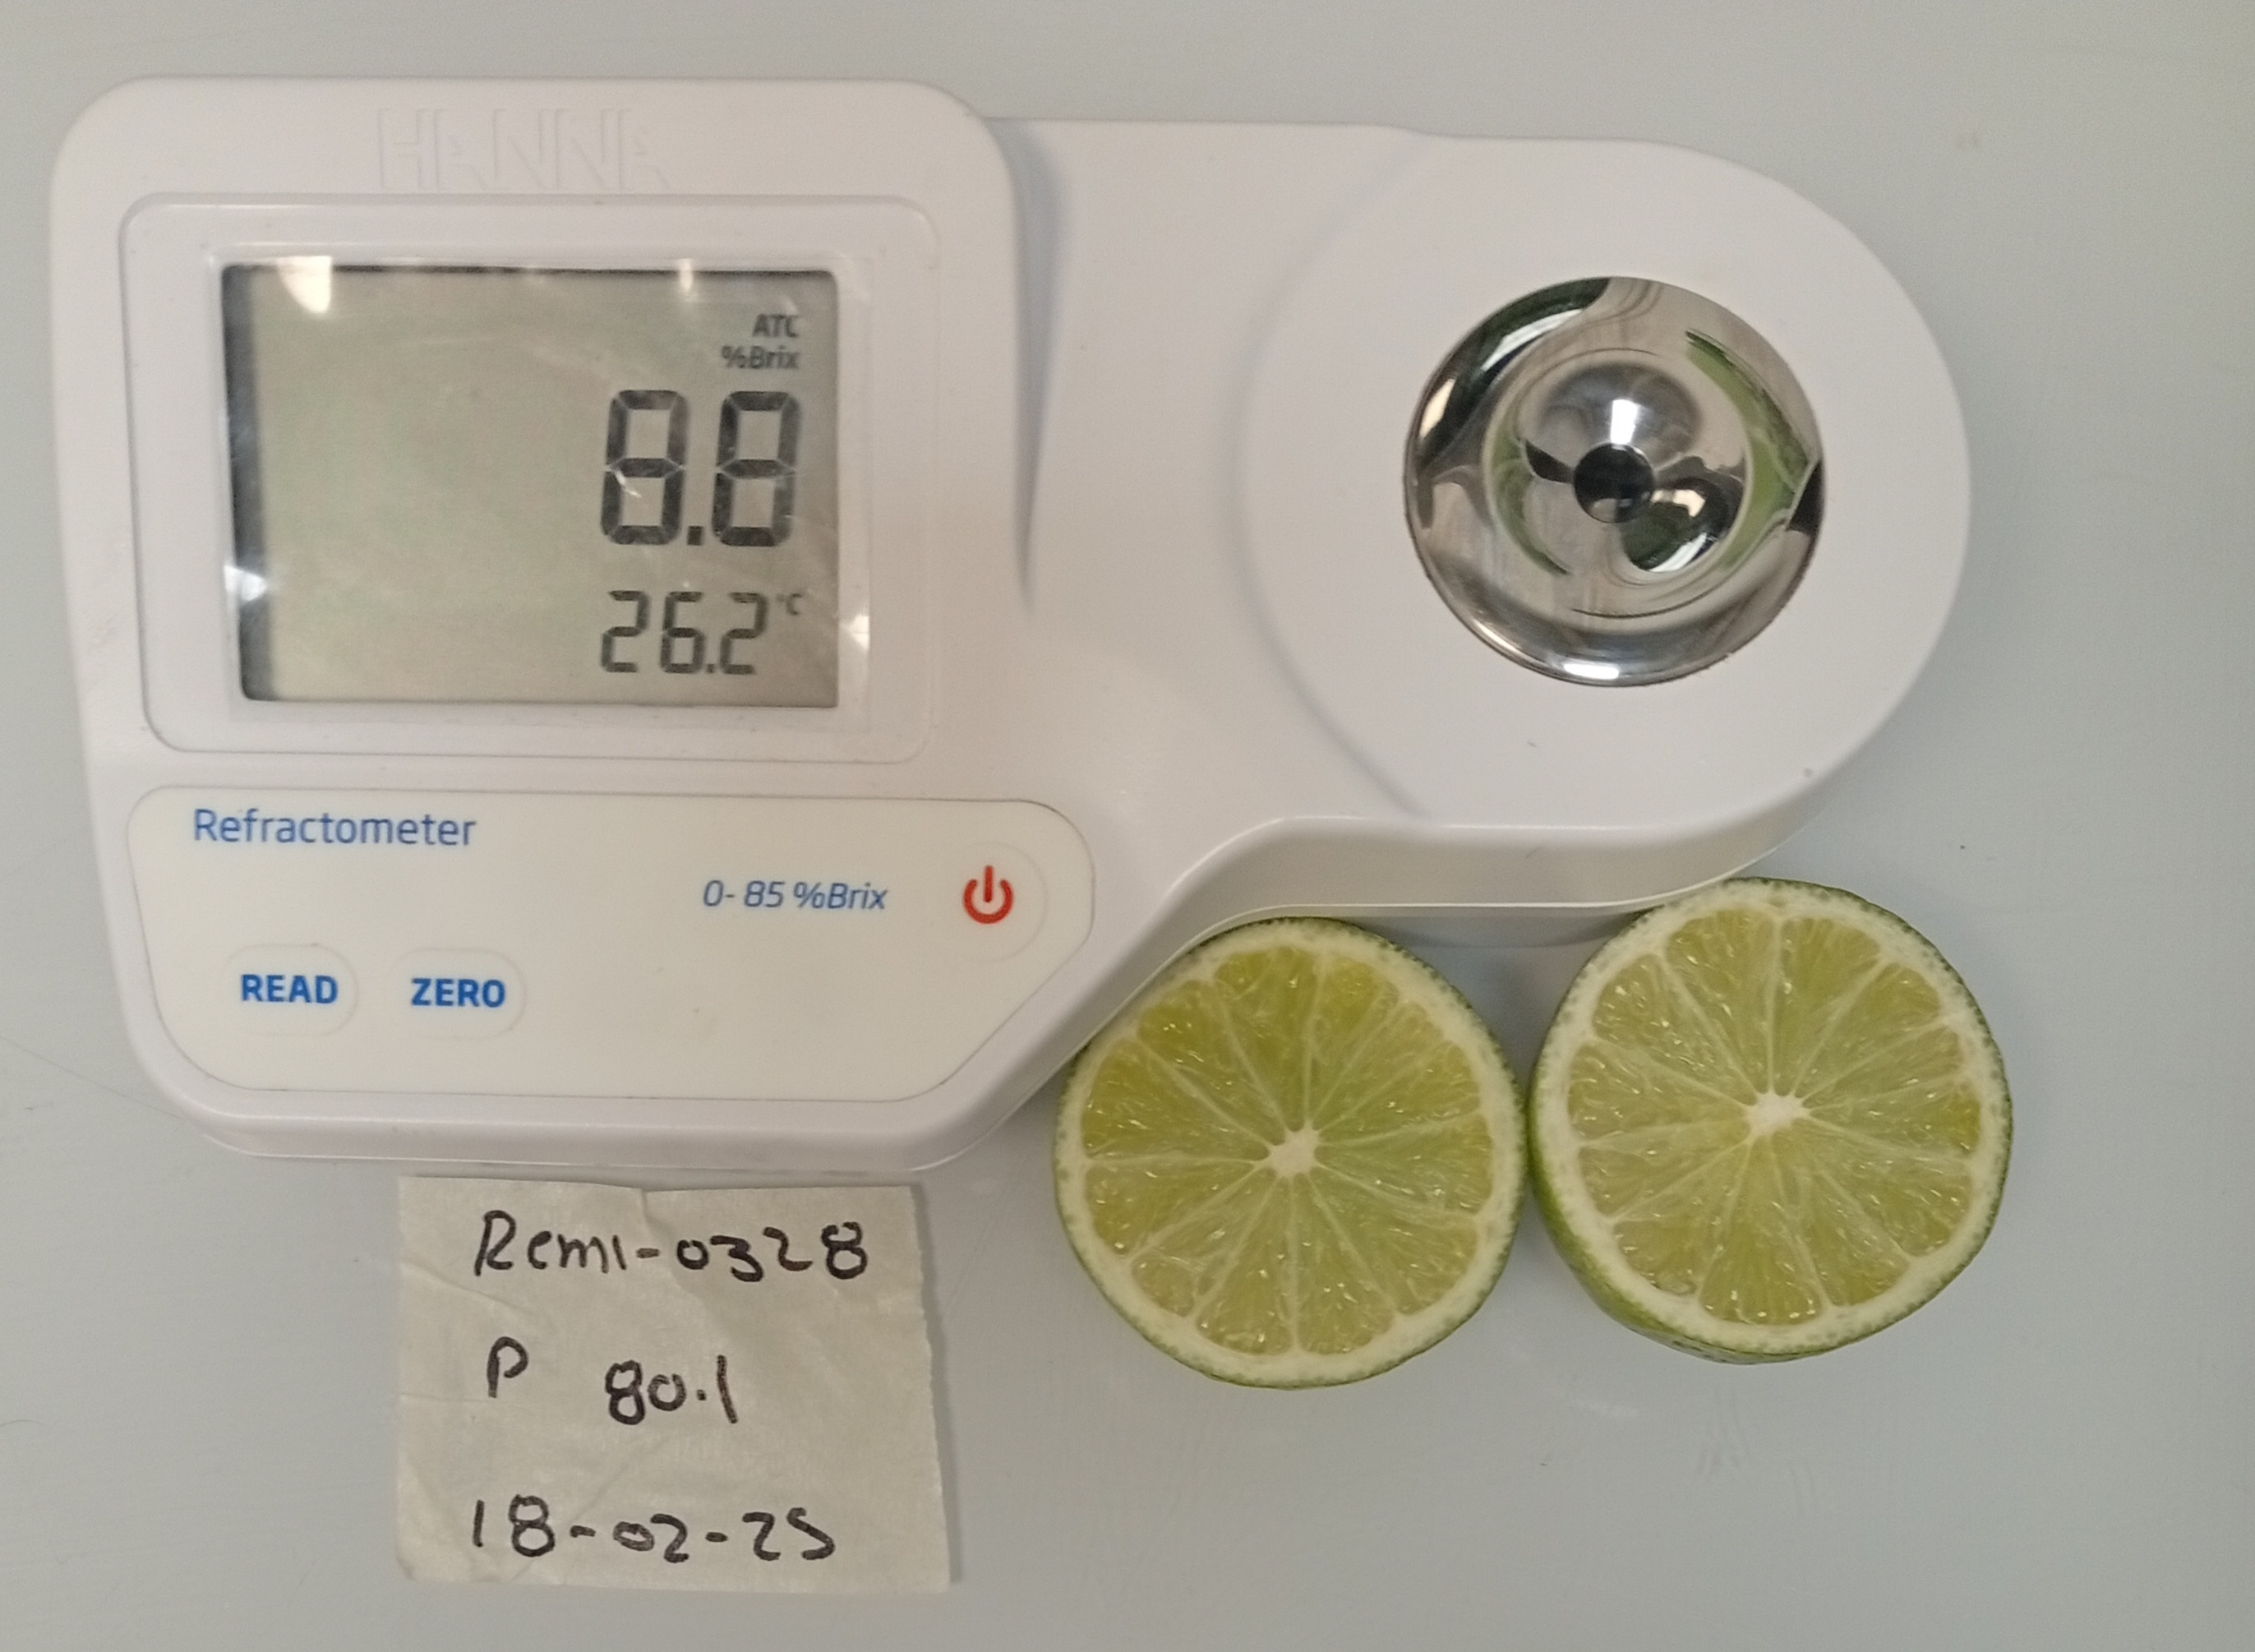 HANNA
ATC
%Brix
8.8
26.2 °C
Refractometer
0-85 %Brix
READ ZERO
Remi-0328
P 80.1
18-02-25